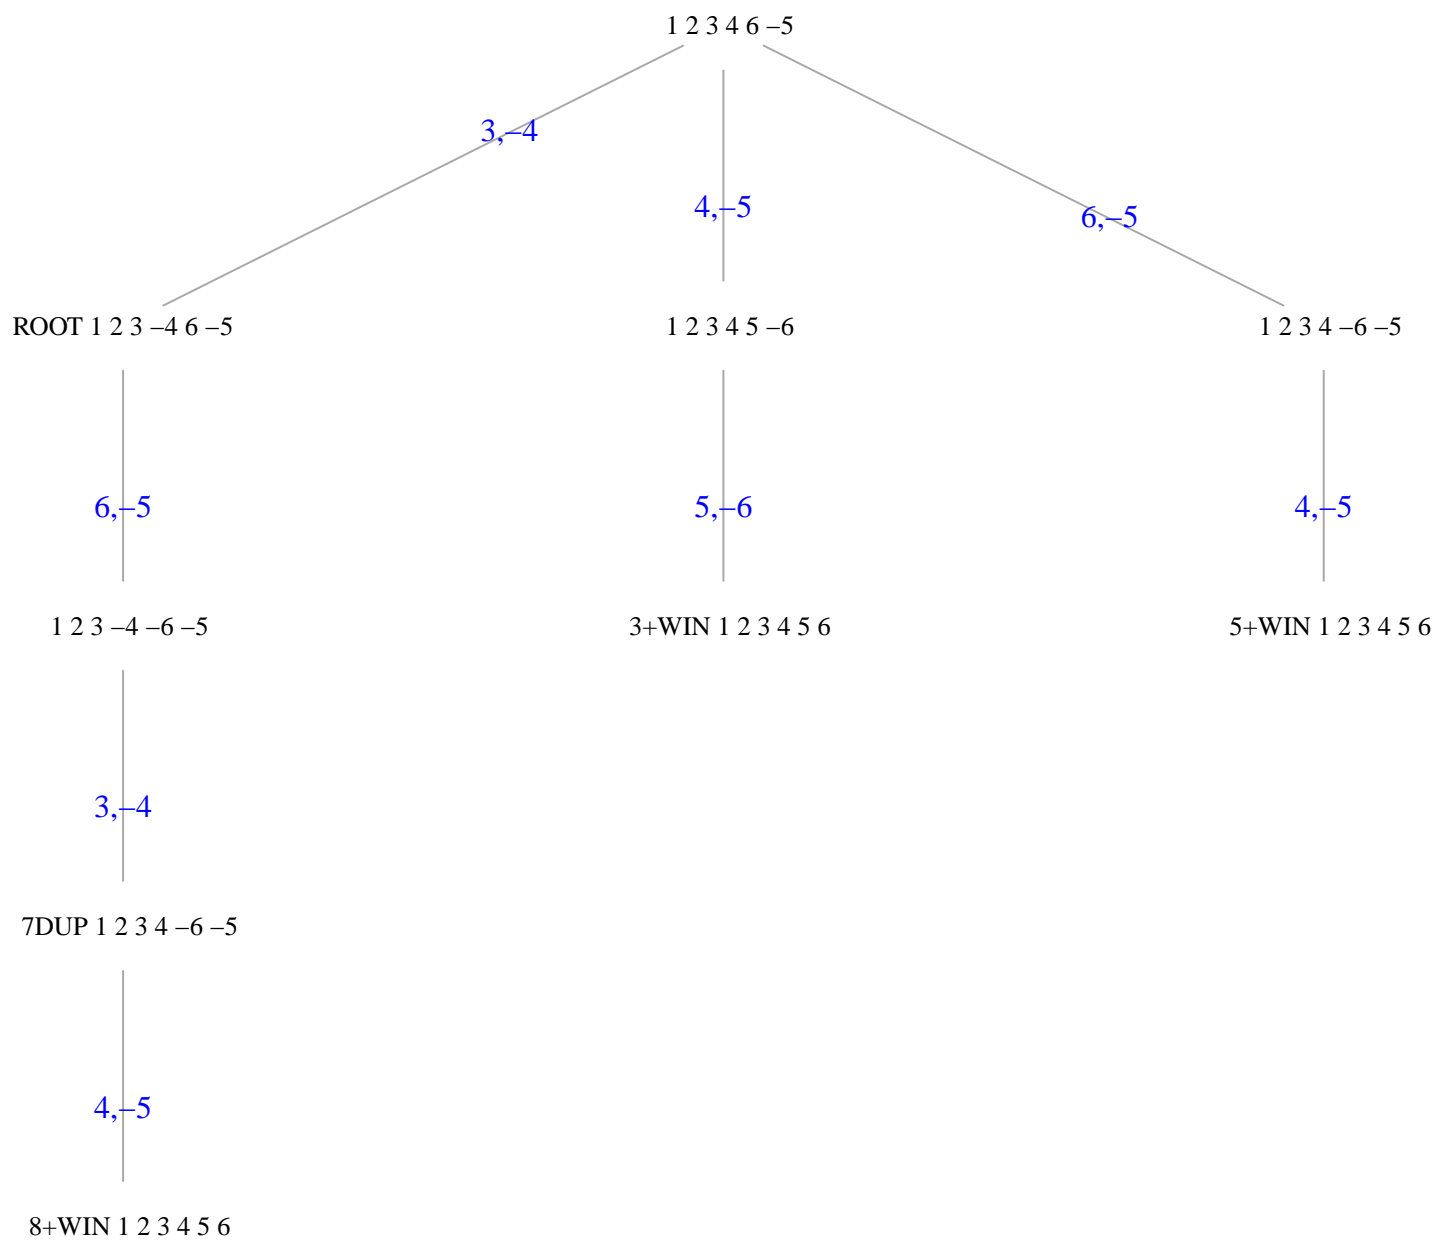 1 2 3 4 6 –5
3,–4
4,–5
6,–5
ROOT 1 2 3 –4 6 –5
1 2 3 4 5 –6
1 2 3 4 –6 –5
6,–5
5,–6
4,–5
1 2 3 –4 –6 –5
3+WIN 1 2 3 4 5 6
5+WIN 1 2 3 4 5 6
3,–4
7DUP 1 2 3 4 –6 –5
4,–5
8+WIN 1 2 3 4 5 6